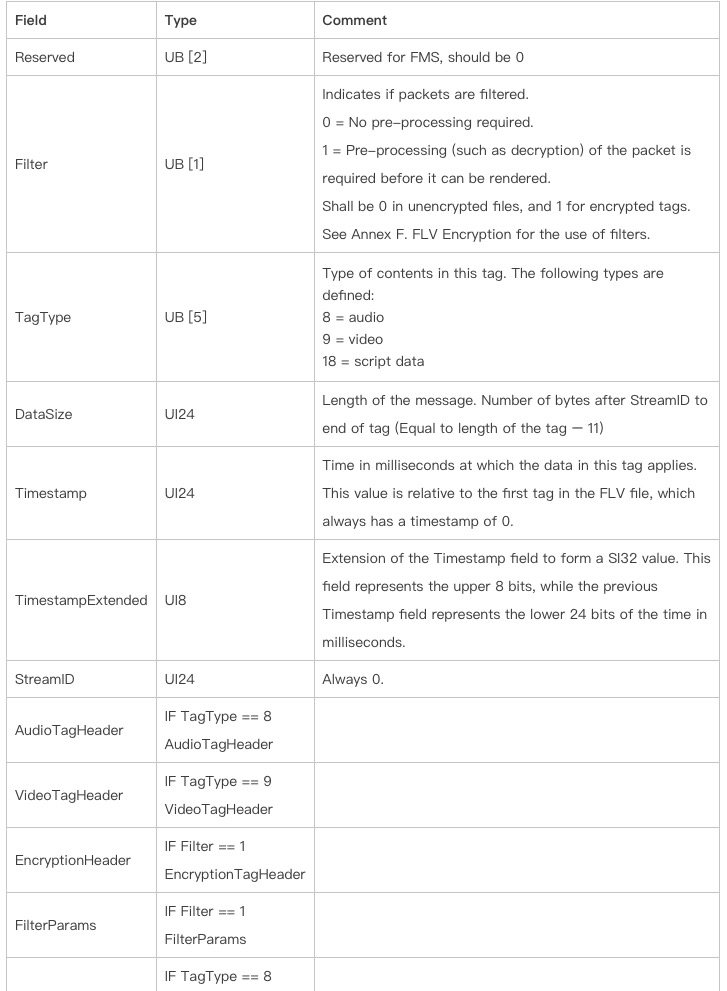 Field Type Comment
Reserved UB [2] Reserved for FMS, should be 0
Filter UB [1] Indicates if packets are filtered.
0 = No pre-processing required.
1 = Pre-processing (such as decryption) of the packet is
required before it can be rendered.
Shall be 0 in unencrypted files, and 1 for encrypted tags.
See Annex F. FLV Encryption for the use of filters.
TagType UB [5] Type of contents in this tag. The following types are
defined:
8 = audio
9 = video
18 = script data
DataSize UI24 Length of the message. Number of bytes after StreamID to
end of tag (Equal to length of the tag – 11)
Timestamp UI24 Time in milliseconds at which the data in this tag applies.
This value is relative to the first tag in the FLV file, which
always has a timestamp of 0.
TimestampExtended UI8 Extension of the Timestamp field to form a SI32 value. This
field represents the upper 8 bits, while the previous
Timestamp field represents the lower 24 bits of the time in
milliseconds.
StreamID UI24 Always 0.
AudioTagHeader IF TagType == 8
AudioTagHeader
VideoTagHeader IF TagType == 9
VideoTagHeader
EncryptionHeader IF Filter == 1
EncryptionTagHeader
FilterParams IF Filter == 1
FilterParams
IF TagType == 8